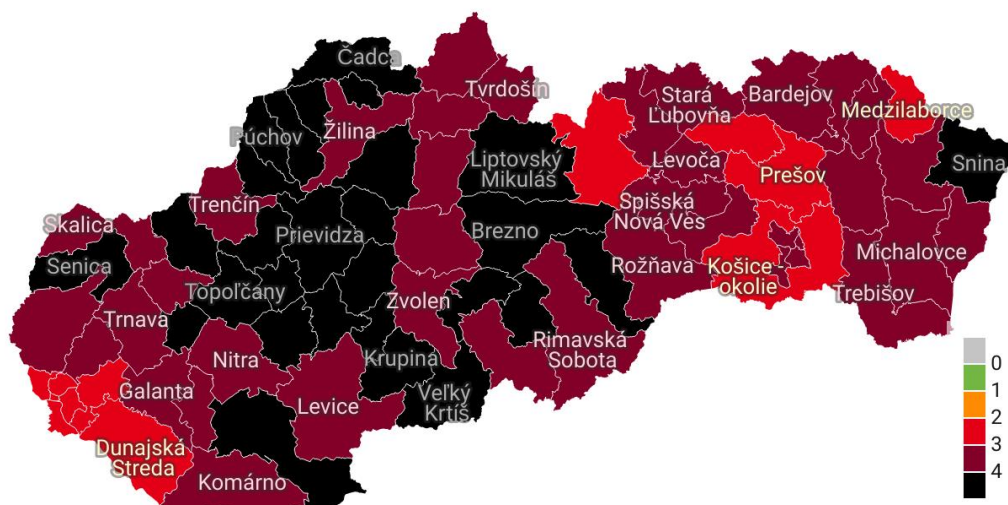 Čadca
Tvrdošín
Stará
Ľubovňa
Bardejov
Medzilaborce
Púchov
Žilina
Liptovský
Mikuláš
Levoča
Prešov
Snina
Trenčín
Spišská
Nová Ves
Skalica
Prievidza
Brezno
Senica
Rožňava
Košice -
okolie
Michalovce
Topoľčany
Zvolen
Trebišov
Trnava
Nitra
Krupina
Rimavská
Sobota
Galanta
Levice
Veľký
Krtíš
Dunajská
Streda
Komárno
0
1
2
3
4